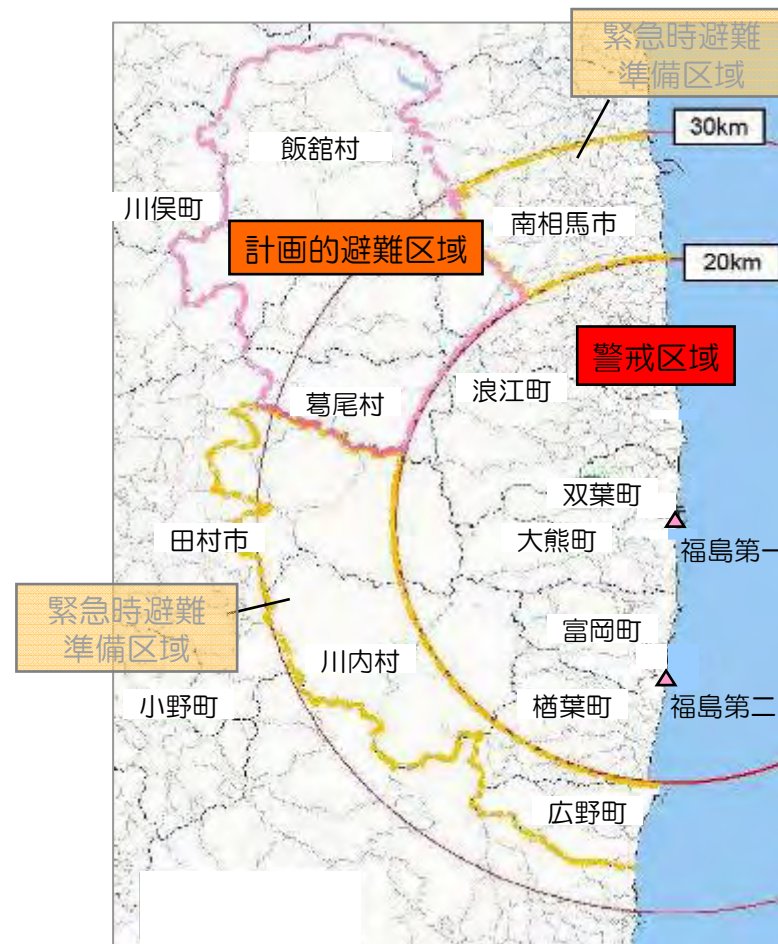 緊急時避難
準備区域
30km
飯舘村
川俣町
南相馬市
計画的避難区域
20km
警戒区域
浪江町
葛尾村
双葉町
大熊町
田村市
福島第一
緊急時避難
準備区域
富岡町
川内村
小野町
楢葉町
福島第二
広野町